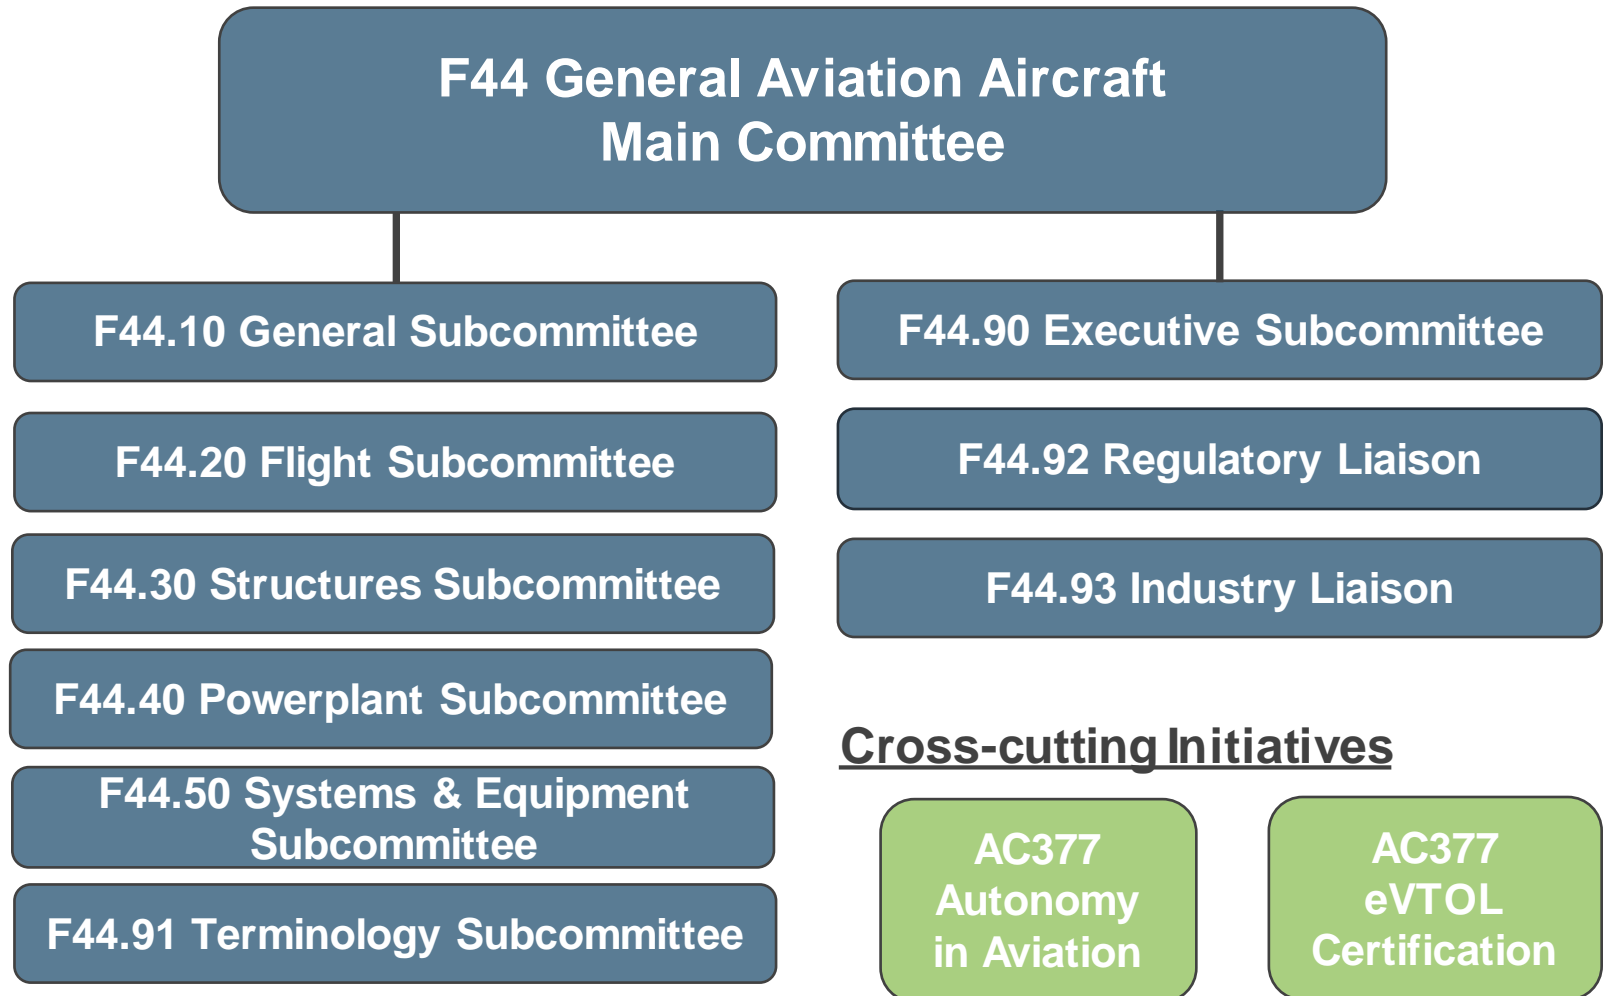 F44 General Aviation Aircraft
Main Committee
F44.10 General Subcommittee
F44.20 Flight Subcommittee
F44.30 Structures Subcommittee
F44.40 Powerplant Subcommittee
F44.50 Systems & Equipment
Subcommittee
F44.91 Terminology Subcommittee
F44.90 Executive Subcommittee
F44.92 Regulatory Liaison
F44.93 Industry Liaison
Cross-cutting Initiatives
AC377
Autonomy
in Aviation
AC377
eVTOL
Certification